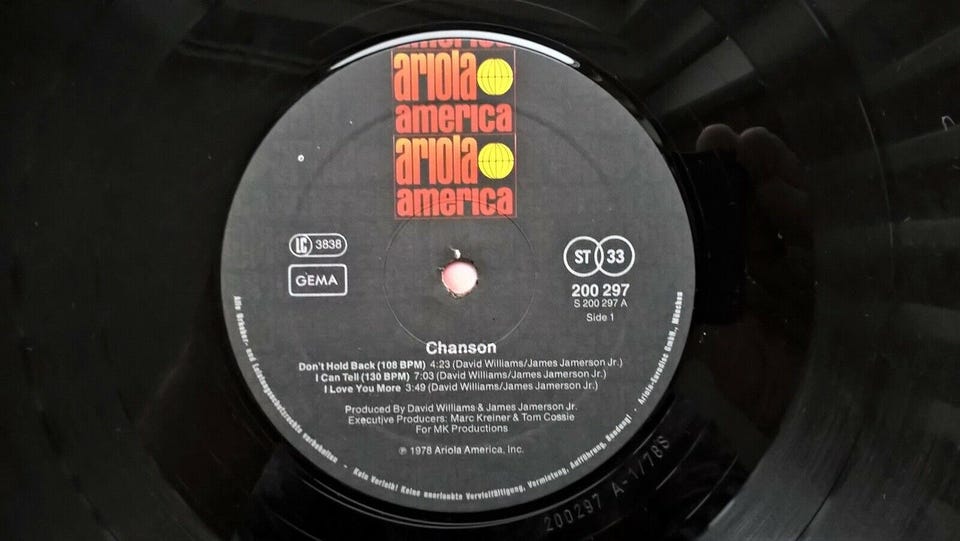 america
ariola
america
ariola
america
LC 3838
GEMA
ST 33
200 297
S 200 297 A
Side 1
Chanson
Don't Hold Back (108 BPM) 4:23 (David Williams/James Jamerson Jr.)
I Can Tell (130 BPM) 7:03 (David Williams/James Jamerson Jr.)
I Love You More 3:49 (David Williams/James Jamerson Jr.)
Produced By David Williams & James Jamerson Jr.
Executive Producers: Marc Kreiner & Tom Cossie
For MK Productions
℗ 1978 Ariola America, Inc.
Alle Urheber- und Leistungsschutzrechte vorbehalten - Kein Verleih! Keine unerlaubte Vervielfältigung, Vermietung, Aufführung, Sendung! · Ariola-Eurodisc GmbH., München
200297 A-1/78S